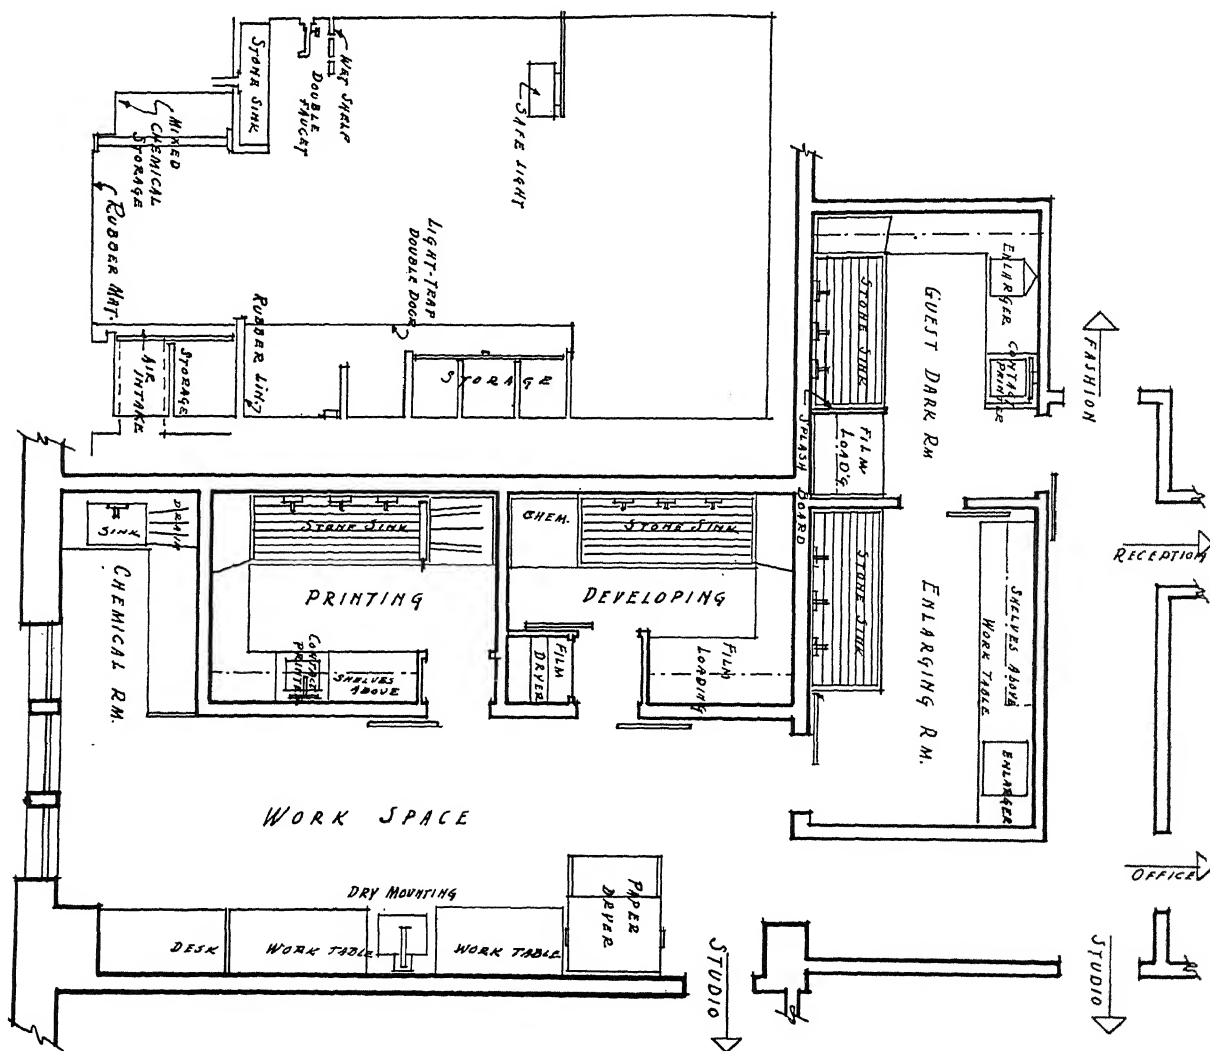 STONE SINK
WET SHELF
DOUBLE
FAUCET
MIXED
CHEMICAL
STORAGE
RUBBER MAT.
SAFE LIGHT
LIGHT-TRAP
DOUBLE DOOR
RUBBER LIN.
STORAGE
AIR
INTAKE
STORAGE
ENLARGER
CONTACT
PRINTER
STONE SINK
GUEST DARK RM
FILM
LOAD'G
SPLASH BOARD
FASHION
RECEPTION
SINK
DRAIN
CHEMICAL RM.
STONE SINK
PRINTING
CONTACT
PRINTER
SHELVES
ABOVE
CHEM.
STONE SINK
DEVELOPING
FILM
DRYER
FILM
LOADING
STONE SINK
ENLARGING RM.
SHELVES ABOVE
WORK TABLE
ENLARGER
WORK SPACE
OFFICE
DRY MOUNTING
DESK
WORK TABLE
WORK TABLE
PAPER
DRYER
STUDIO
STUDIO